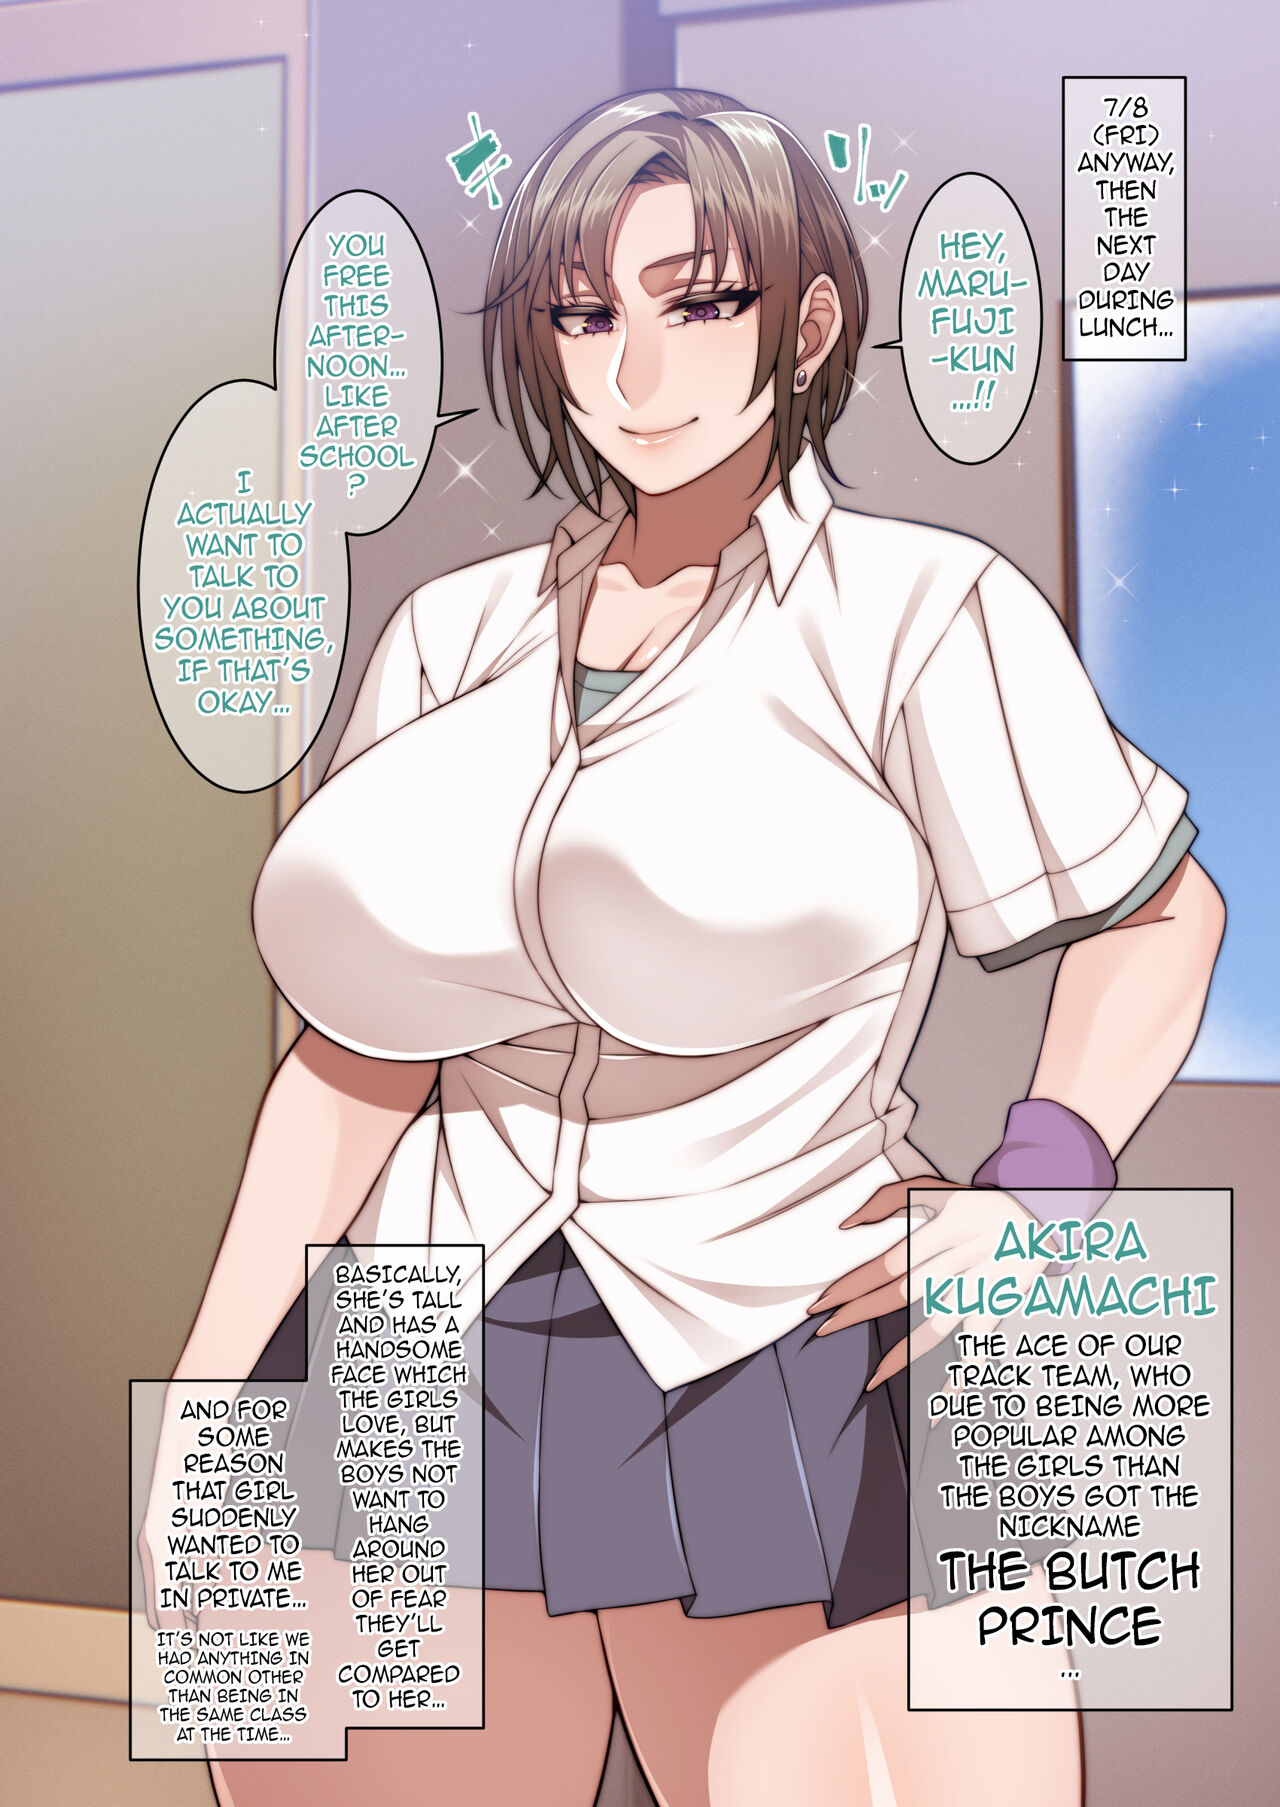 7/8
(FRI)
ANYWAY,
THEN
THE
NEXT
DAY
DURING
LUNCH...
HEY,
MARU-
FUJI
-KUN
...!!
キリッ
YOU
FREE
THIS
AFTER-
NOON...
LIKE
AFTER
SCHOOL
?
I
ACTUALLY
WANT TO
TALK TO
YOU ABOUT
SOMETHING,
IF THAT'S
OKAY...
AKIRA
KUGAMACHI
THE ACE OF OUR
TRACK TEAM, WHO
DUE TO BEING MORE
POPULAR AMONG
THE GIRLS THAN
THE BOYS GOT THE
NICKNAME
THE BUTCH
PRINCE
...
BASICALLY,
SHE'S TALL
AND HAS A
HANDSOME
FACE WHICH
THE GIRLS
LOVE, BUT
MAKES THE
BOYS NOT
WANT TO
HANG
AROUND
HER OUT
OF FEAR
THEY'LL
GET
COMPARED
TO HER...
AND FOR
SOME
REASON
THAT GIRL
SUDDENLY
WANTED TO
TALK TO ME
IN PRIVATE...
IT'S NOT LIKE WE
HAD ANYTHING IN
COMMON OTHER
THAN BEING IN
THE SAME CLASS
AT THE TIME...